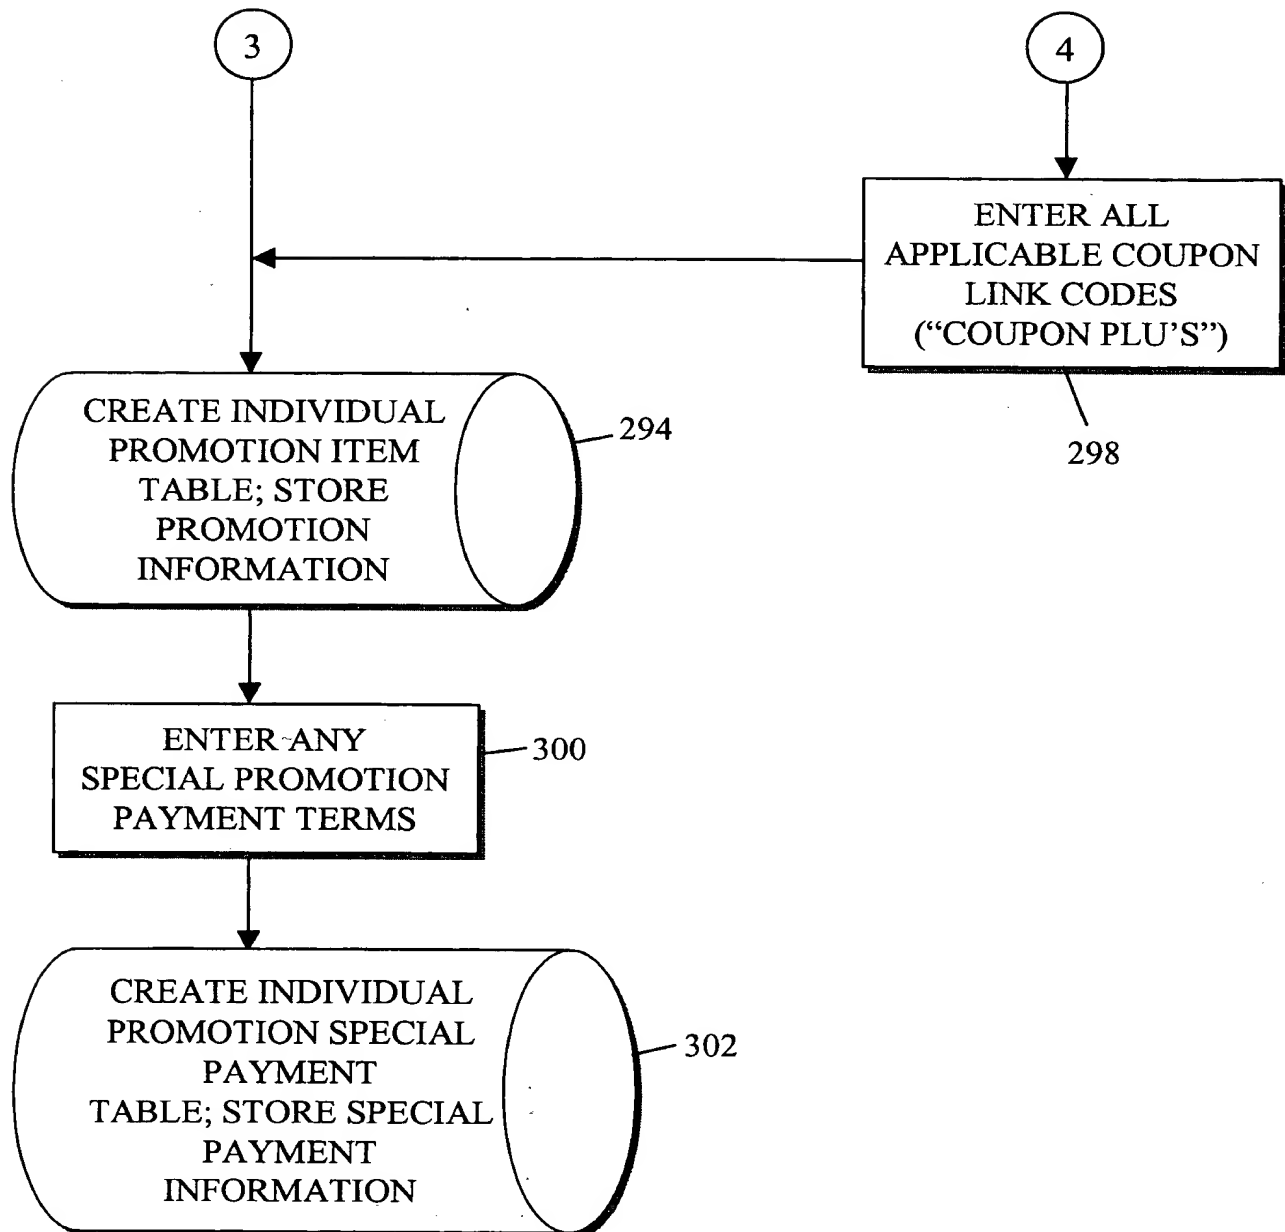 3
4
ENTER ALL
APPLICABLE COUPON
LINK CODES
(“COUPON PLU’S”)
298
CREATE INDIVIDUAL
PROMOTION ITEM
TABLE; STORE
PROMOTION
INFORMATION
294
ENTER ANY
SPECIAL PROMOTION
PAYMENT TERMS
300
CREATE INDIVIDUAL
PROMOTION SPECIAL
PAYMENT
TABLE; STORE SPECIAL
PAYMENT
INFORMATION
302